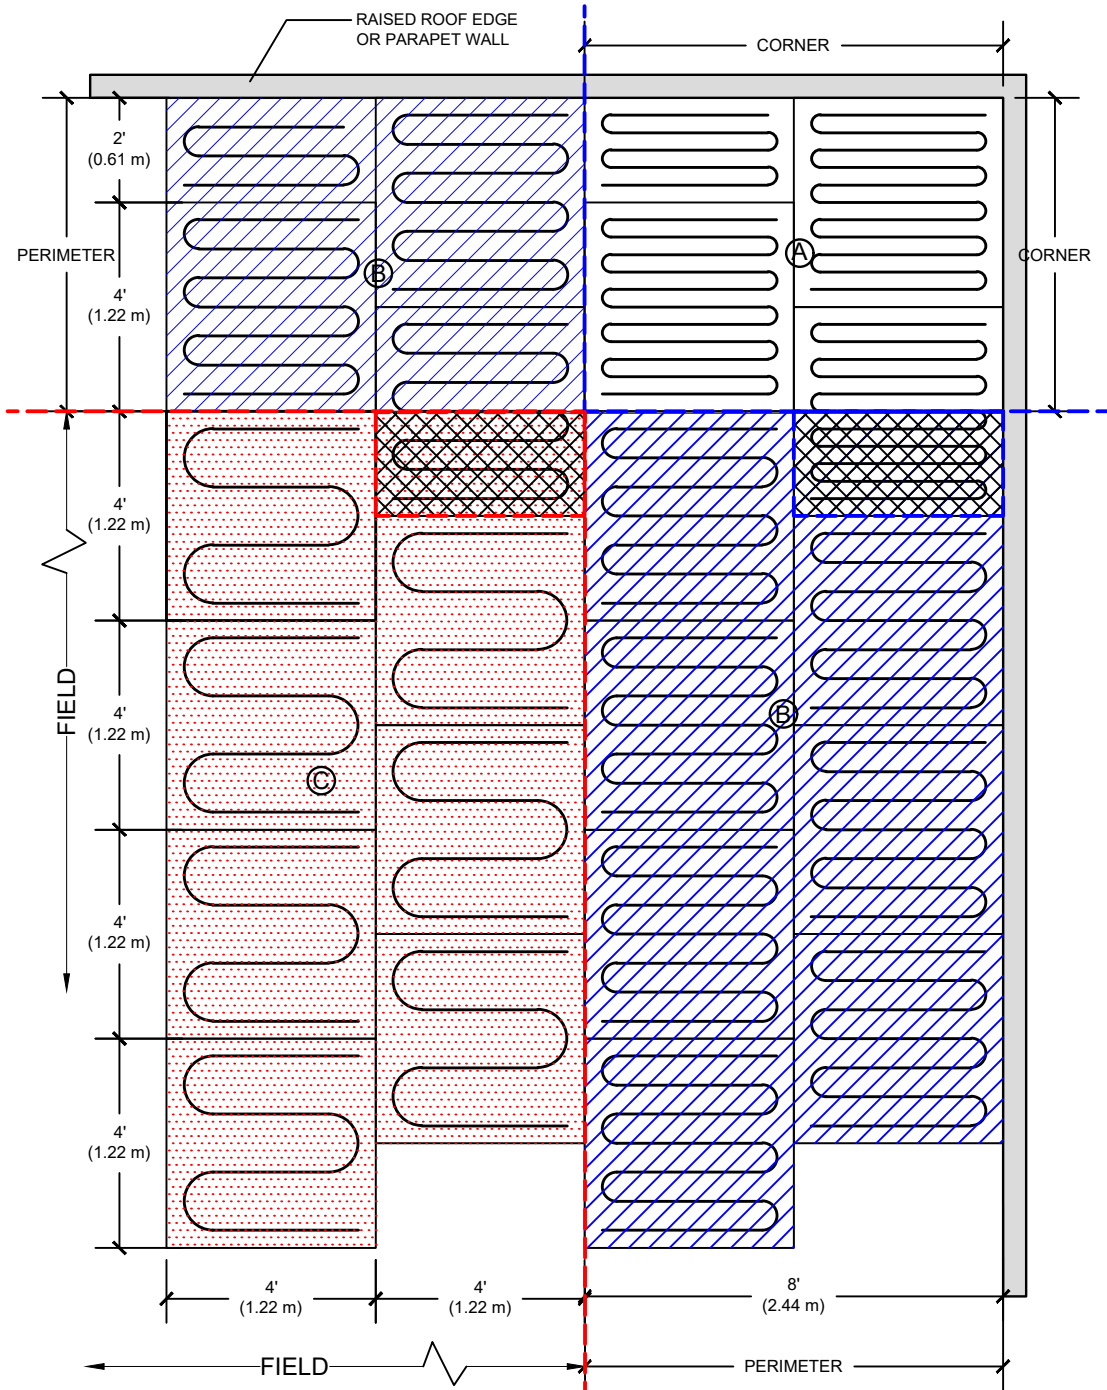 RAISED ROOF EDGE
OR PARAPET WALL
CORNER
2'
(0.61 m)
PERIMETER
CORNER
A
B
4'
(1.22 m)
4'
(1.22 m)
FIELD
4'
(1.22 m)
B
C
4'
(1.22 m)
4'
(1.22 m)
4'
(1.22 m)
4'
(1.22 m)
8'
(2.44 m)
FIELD
PERIMETER